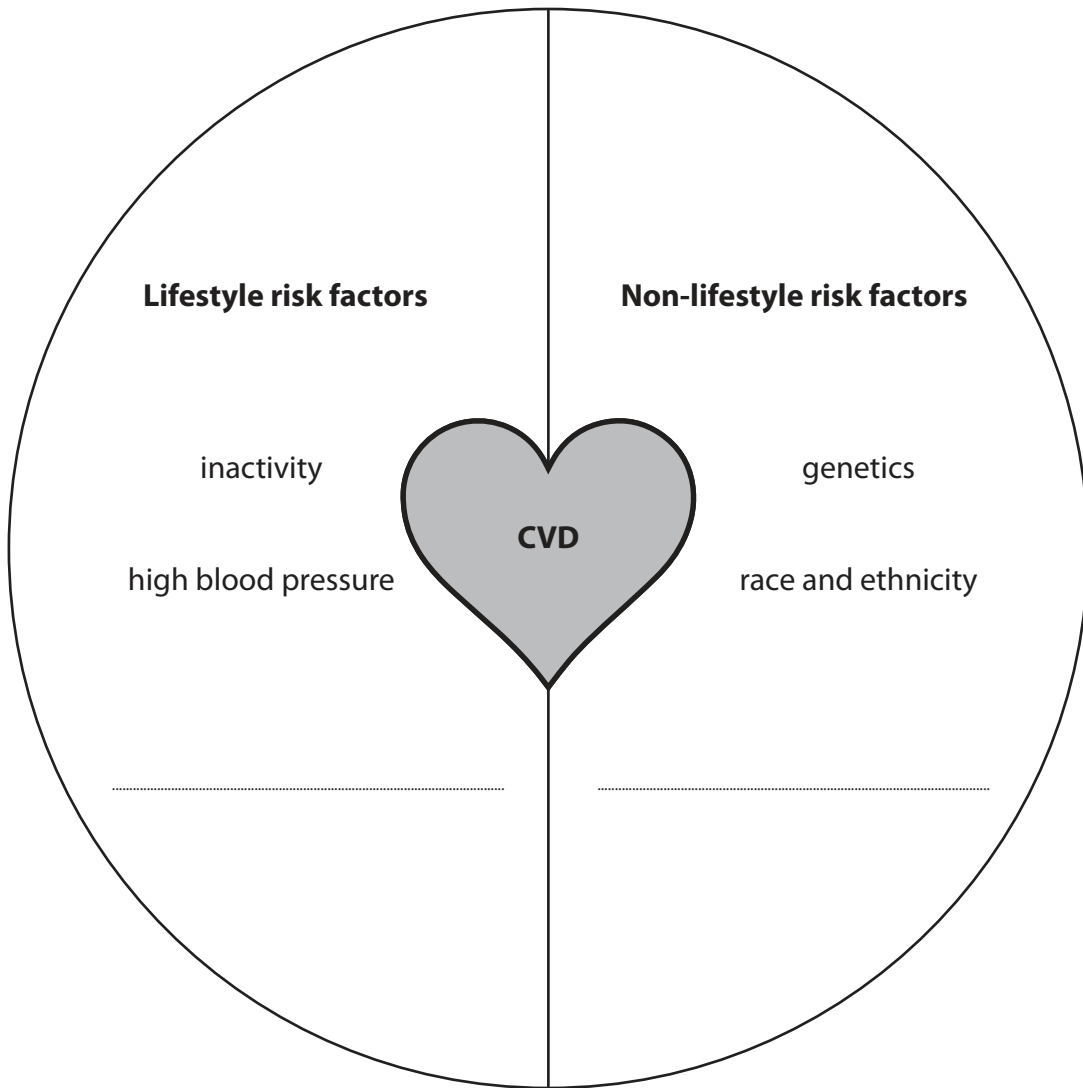 Lifestyle risk factors
Non-lifestyle risk factors
inactivity
genetics
CVD
high blood pressure
race and ethnicity